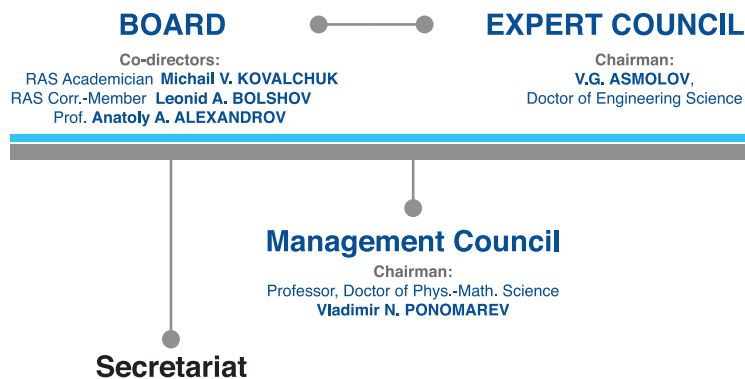 BOARD
Co-directors:
RAS Academician Michail V. KOVALCHUK
RAS Corr.-Member Leonid A. BOLSHOV
Prof. Anatoly A. ALEXANDROV
EXPERT COUNCIL
Chairman:
V.G. ASMOLOV,
Doctor of Engineering Science
Management Council
Chairman:
Professor, Doctor of Phys.-Math. Science
Vladimir N. PONOMAREV
Secretariat